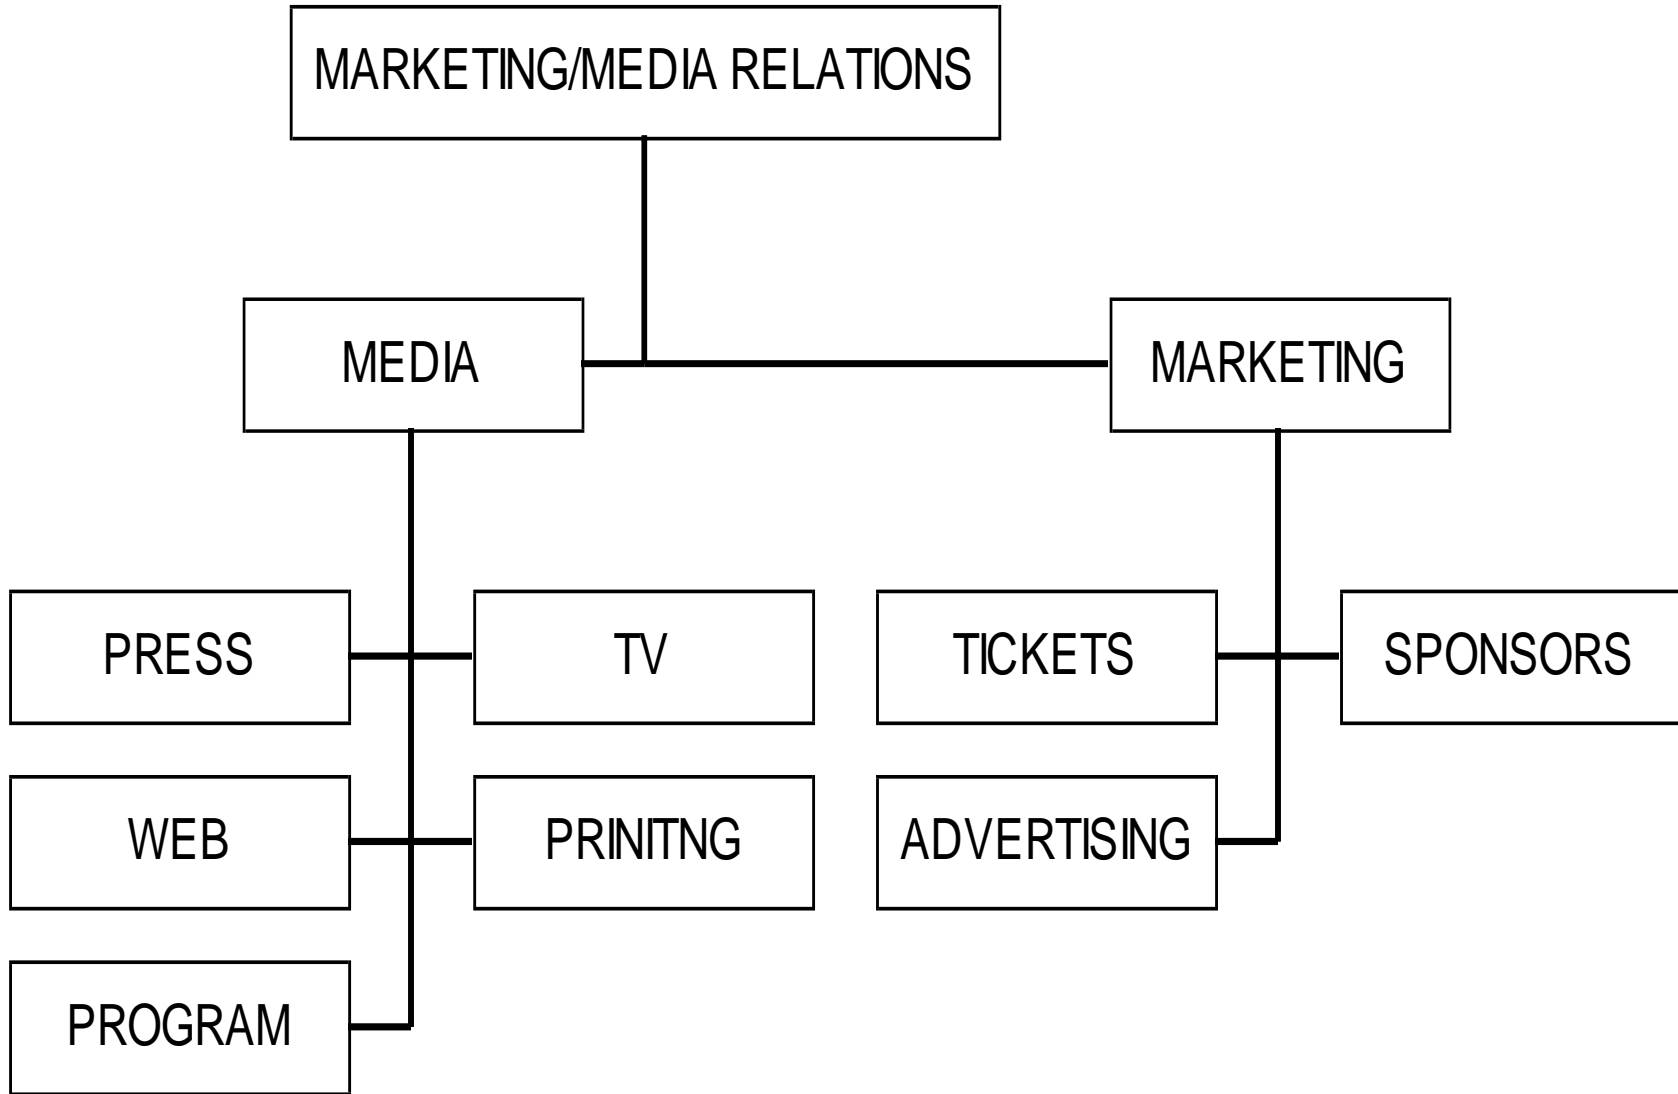 MARKETING/MEDIA RELATIONS
MEDIA
MARKETING
PRESS
TV
TICKETS
SPONSORS
WEB
PRINITNG
ADVERTISING
PROGRAM